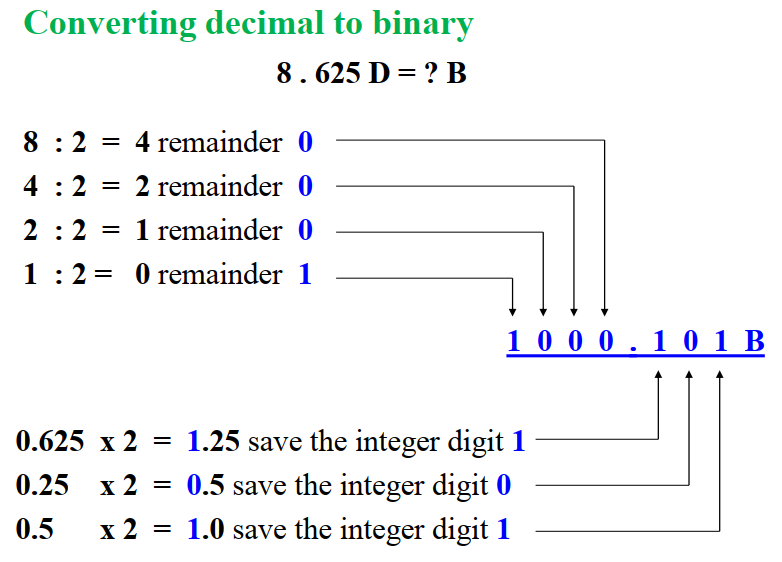 Converting decimal to binary
8 . 625 D = ? B
8 : 2 = 4 remainder 0
4 : 2 = 2 remainder 0
2 : 2 = 1 remainder 0
1 : 2 = 0 remainder 1
1 0 0 0 . 1 0 1 B
0.625 x 2 = 1.25 save the integer digit 1
0.25 x 2 = 0.5 save the integer digit 0
0.5 x 2 = 1.0 save the integer digit 1